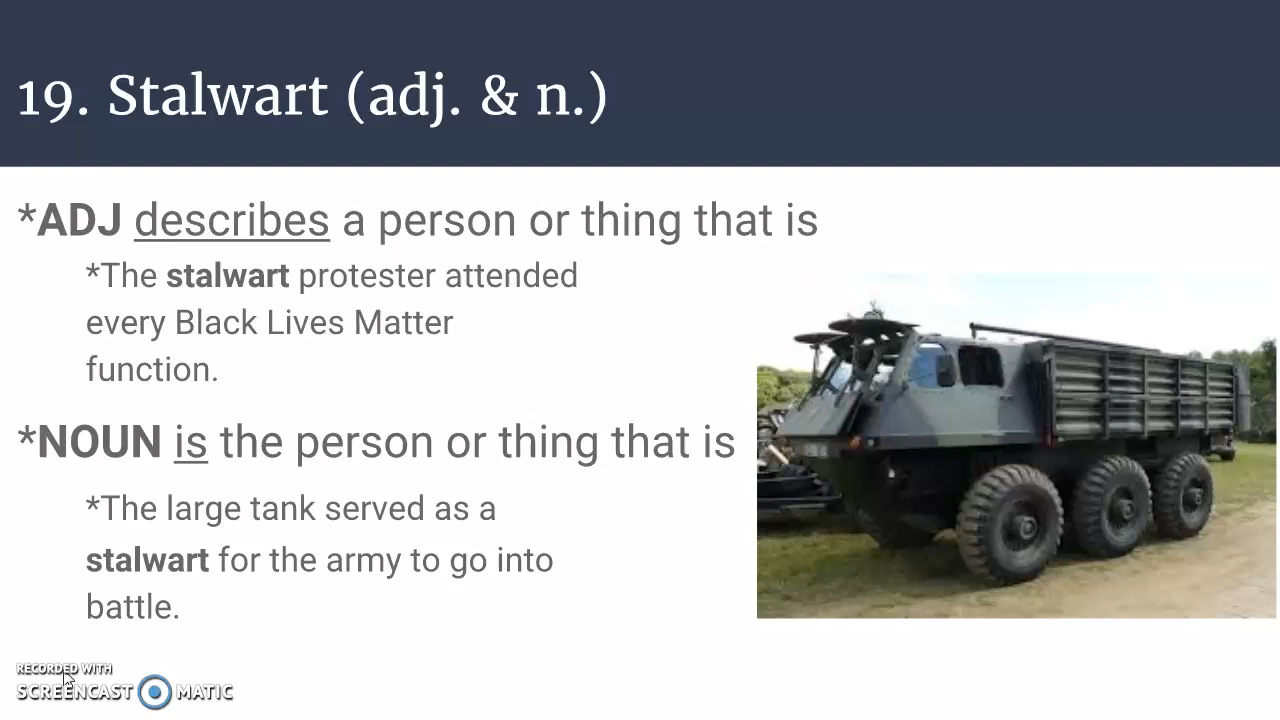 19. Stalwart (adj. & n.)
*ADJ describes a person or thing that is
*The stalwart protester attended
every Black Lives Matter
function.
*NOUN is the person or thing that is
*The large tank served as a
stalwart for the army to go into
battle.
RECORDED WITH
SCREENCAST MATIC